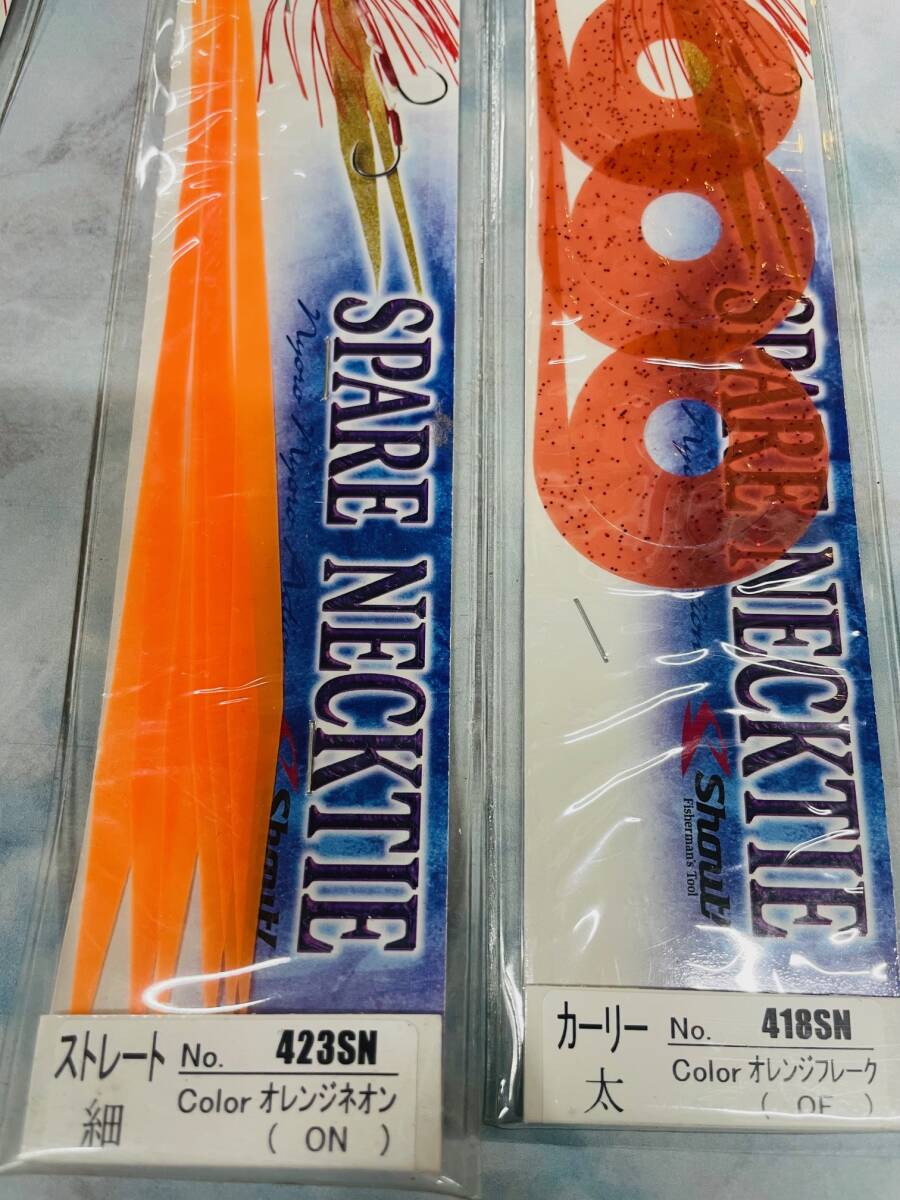 SPARE NECKTIE
Shout!
ストレート
細
No. 423SN
Color オレンジネオン
( ON )
SPARE NECKTIE
Shout!
Fisherman's Tool
カーリー
太
No. 418SN
Color オレンジフレーク
( OF )